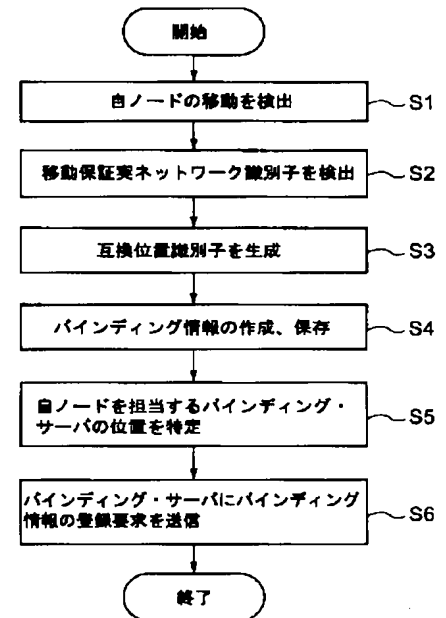 開始
自ノードの移動を検出
S1
移動保証実ネットワーク識別子を検出
S2
互換位置識別子を生成
S3
バインディング情報の作成、保存
S4
自ノードを担当するバインディング・
サーバの位置を特定
S5
バインディング・サーバにバインディング
情報の登録要求を送信
S6
終了